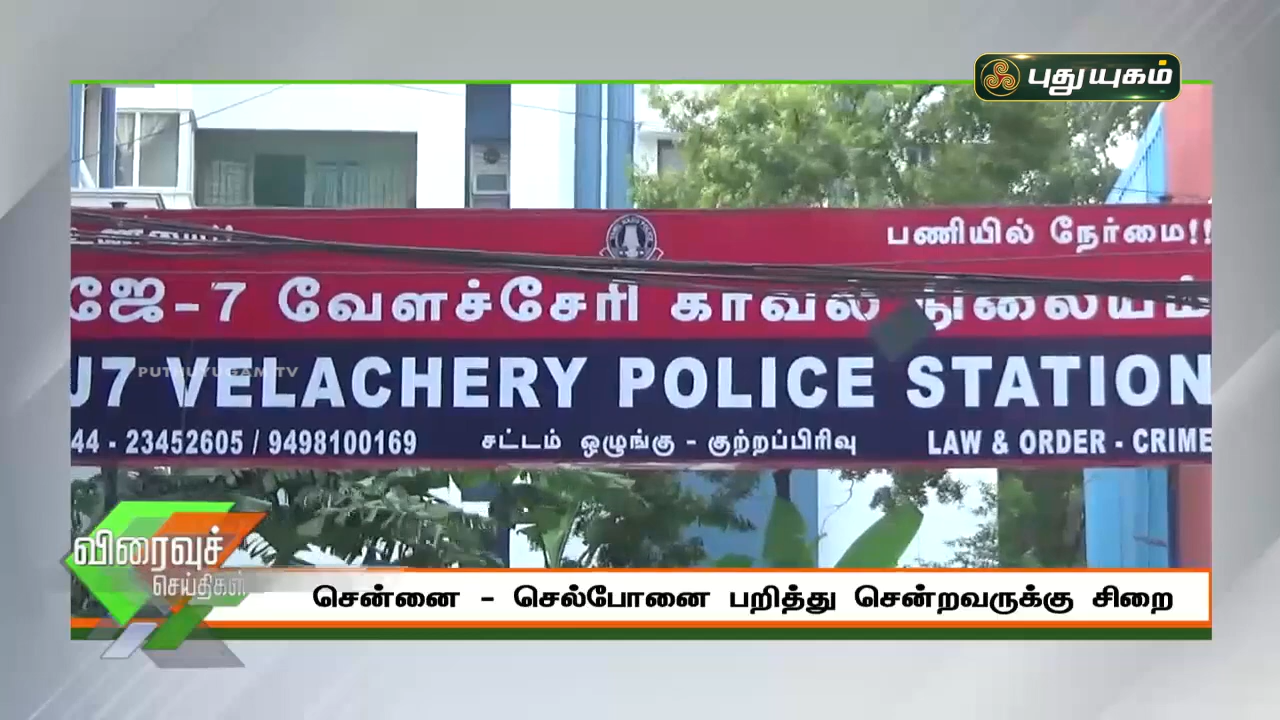 புதுயுகம்
பணியில் நேர்மை!!
ஜே-7 வேளச்சேரி காவல் நிலையம்
J7 VELACHERY POLICE STATION
PUTHUYUGAM TV
44 - 23452605 / 9498100169 சட்டம் ஒழுங்கு - குற்றப்பிரிவு LAW & ORDER - CRIME
விரைவுச்
செய்திகள்
சென்னை - செல்போனை பறித்து சென்றவருக்கு சிறை